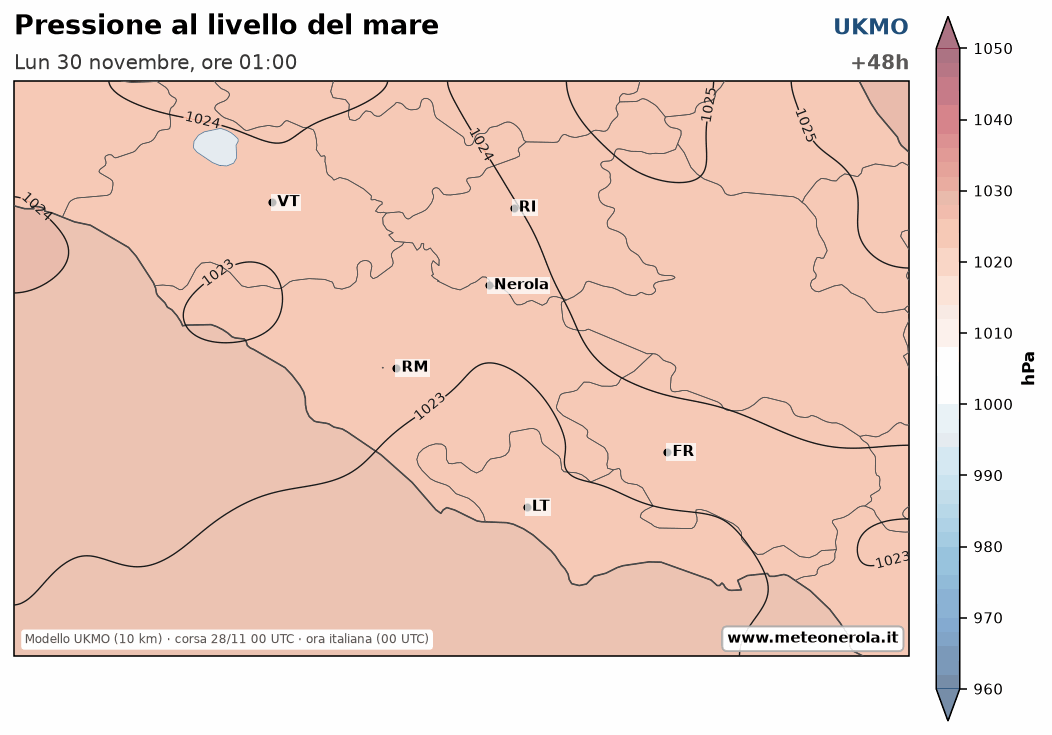 Pressione al livello del mare
UKMO
Lun 30 novembre, ore 01:00
+48h
1050
1040
1030
1020
1010
1000
990
980
970
960
hPa
1024
1024
1025
1025
1024
VT
RI
1023
Nerola
RM
1023
FR
LT
1023
Modello UKMO (10 km) · corsa 28/11 00 UTC · ora italiana (00 UTC)
www.meteonerola.it